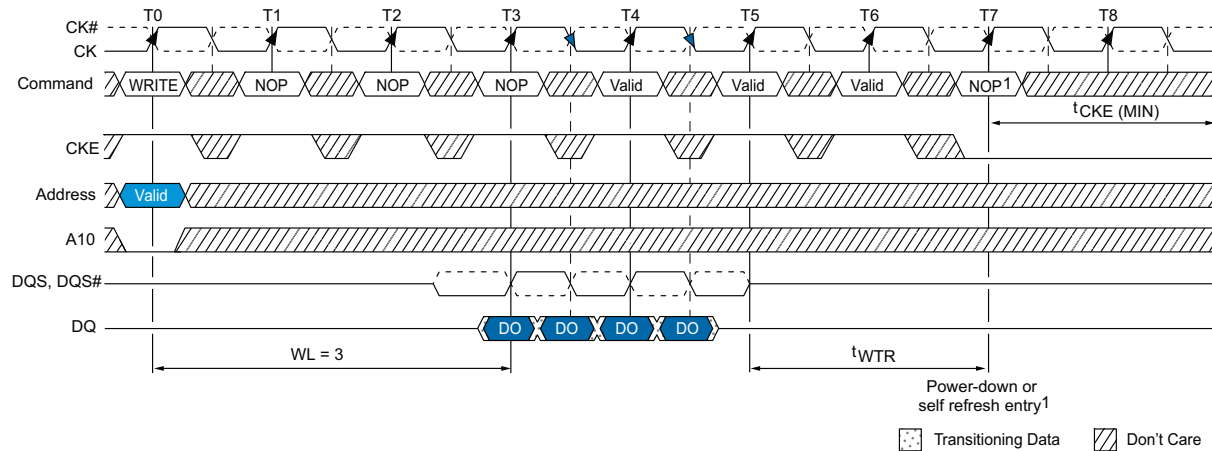 T0 T1 T2 T3 T4 T5 T6 T7 T8
CK#
CK
Command WRITE NOP NOP NOP Valid Valid Valid NOP1
tCKE (MIN)
CKE
Address Valid
A10
DQS, DQS#
DQ DO DO DO DO
WL = 3 tWTR
Power-down or
self refresh entry1
Transitioning Data Don't Care